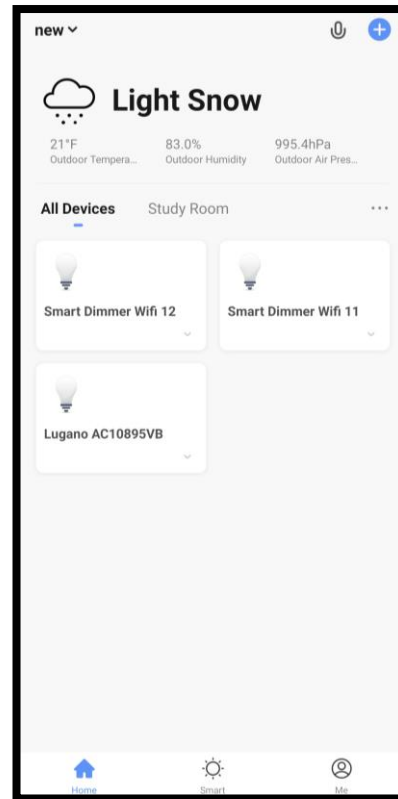 new
Light Snow
21°F 83.0% 995.4hPa
Outdoor Tempera... Outdoor Humidity Outdoor Air Pres...
All Devices Study Room
Smart Dimmer Wifi 12 Smart Dimmer Wifi 11
Lugano AC10895VB
Home Smart Me